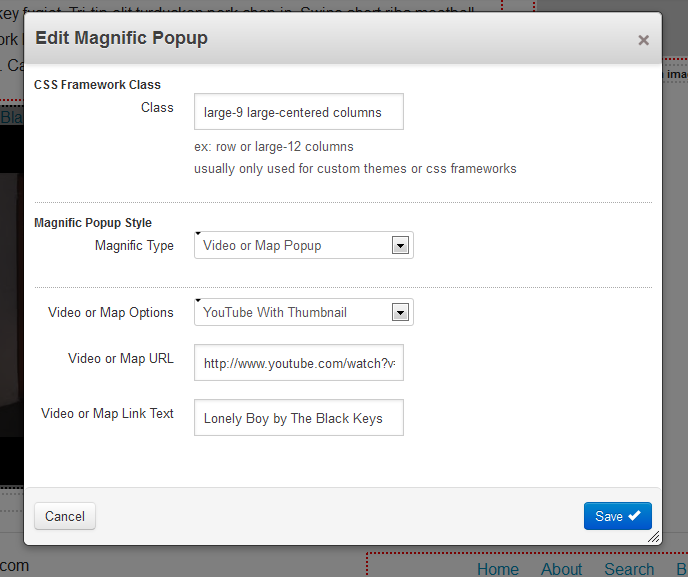 key fugiat. Tri-tip elit turducken pork chop in. Swine short ribs meatball
Edit Magnific Popup
×
ork
. Ca
imag
CSS Framework Class
Class
large-9 large-centered columns
Bla
ex: row or large-12 columns
usually only used for custom themes or css frameworks
Magnific Popup Style
Magnific Type
Video or Map Popup
Video or Map Options
YouTube With Thumbnail
Video or Map URL
http://www.youtube.com/watch?v=
Video or Map Link Text
Lonely Boy by The Black Keys
Cancel
Save
.com
Home About Search B